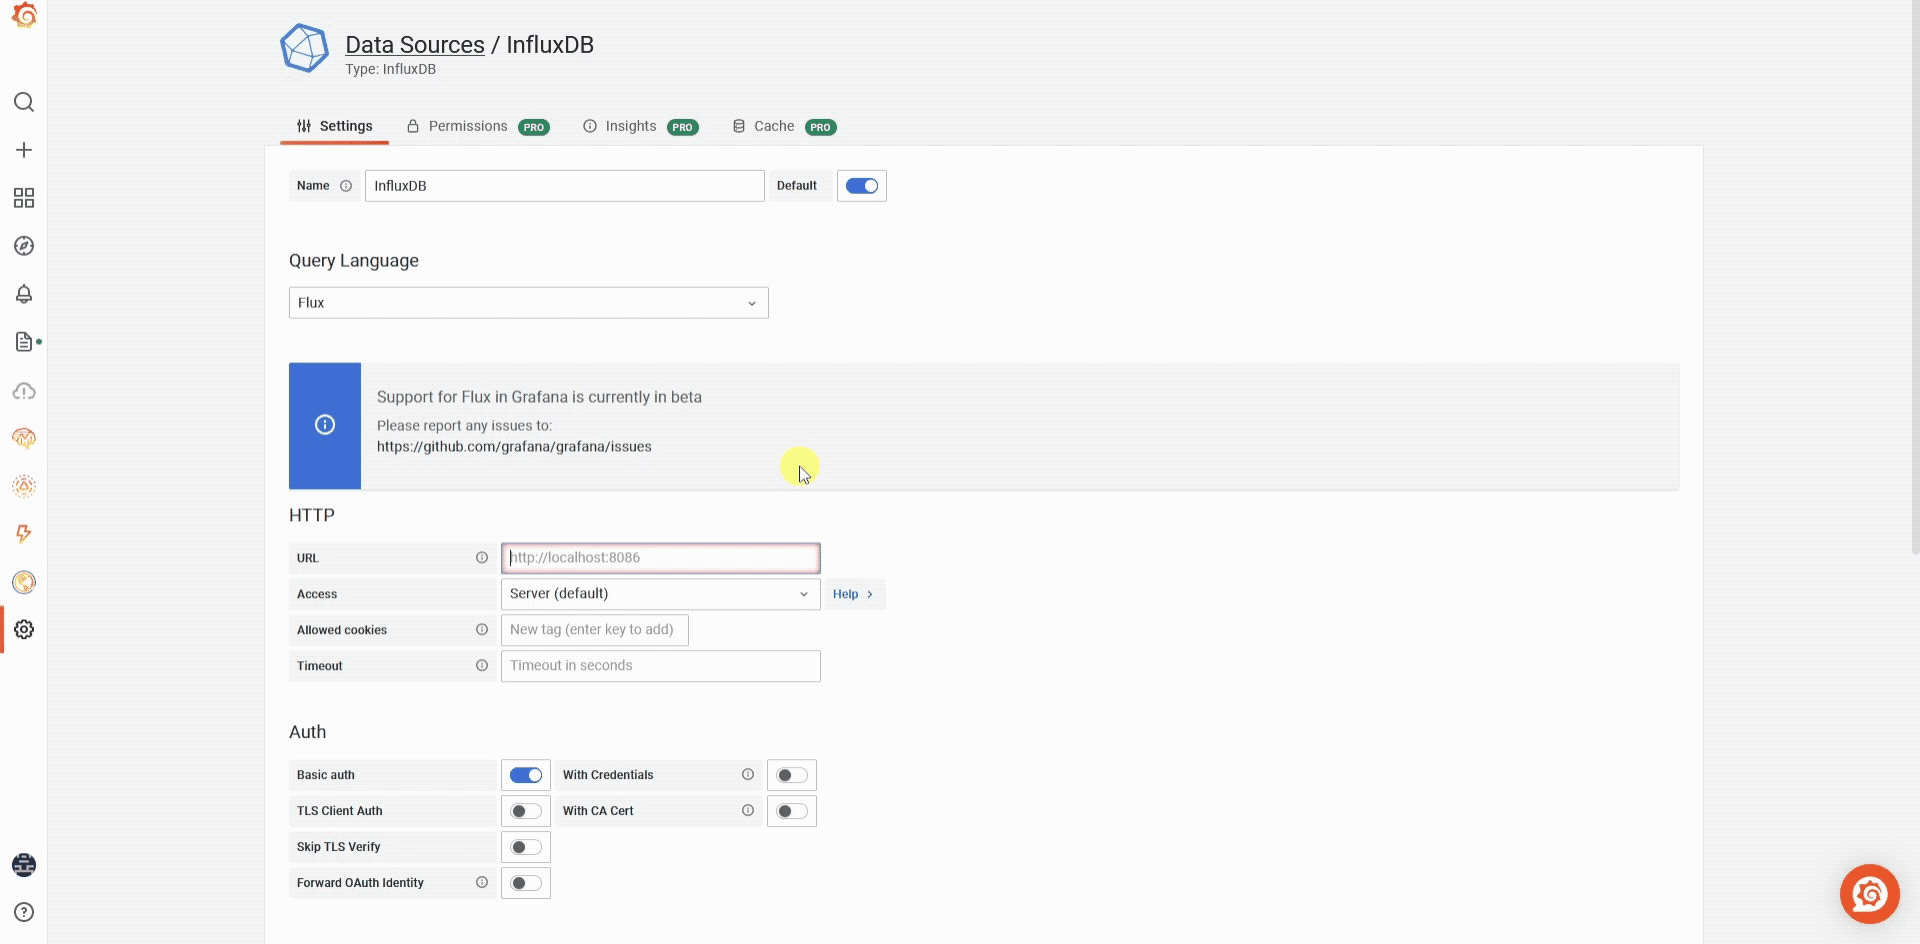 Data Sources / InfluxDB
Type: InfluxDB
Settings Permissions PRO Insights PRO Cache PRO
Name InfluxDB Default
Query Language
Flux
Support for Flux in Grafana is currently in beta
Please report any issues to:
https://github.com/grafana/grafana/issues
HTTP
URL http://localhost:8086
Access Server (default) Help
Allowed cookies New tag (enter key to add)
Timeout Timeout in seconds
Auth
Basic auth With Credentials
TLS Client Auth With CA Cert
Skip TLS Verify
Forward OAuth Identity